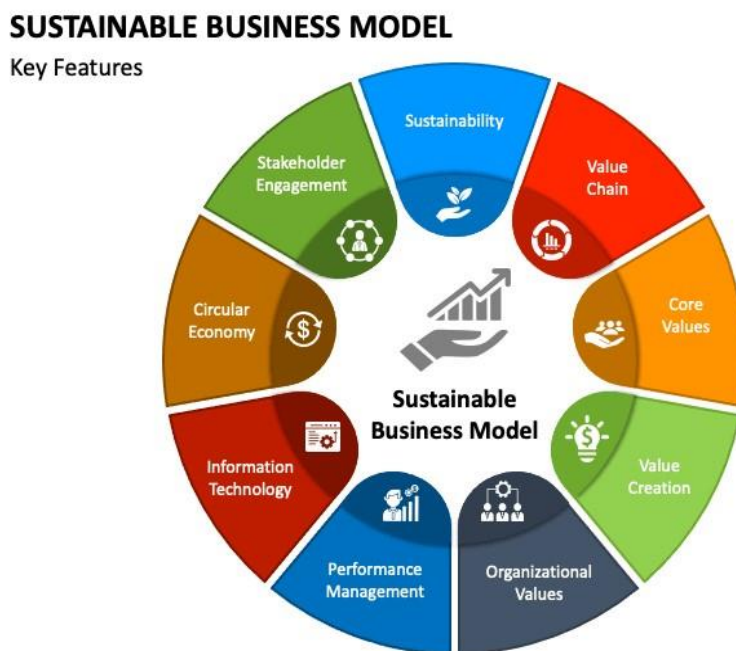 SUSTAINABLE BUSINESS MODEL
Key Features
Sustainability
Value
Chain
Core
Values
Value
Creation
Organizational
Values
Performance
Management
Information
Technology
Circular
Economy
Stakeholder
Engagement
Sustainable
Business Model